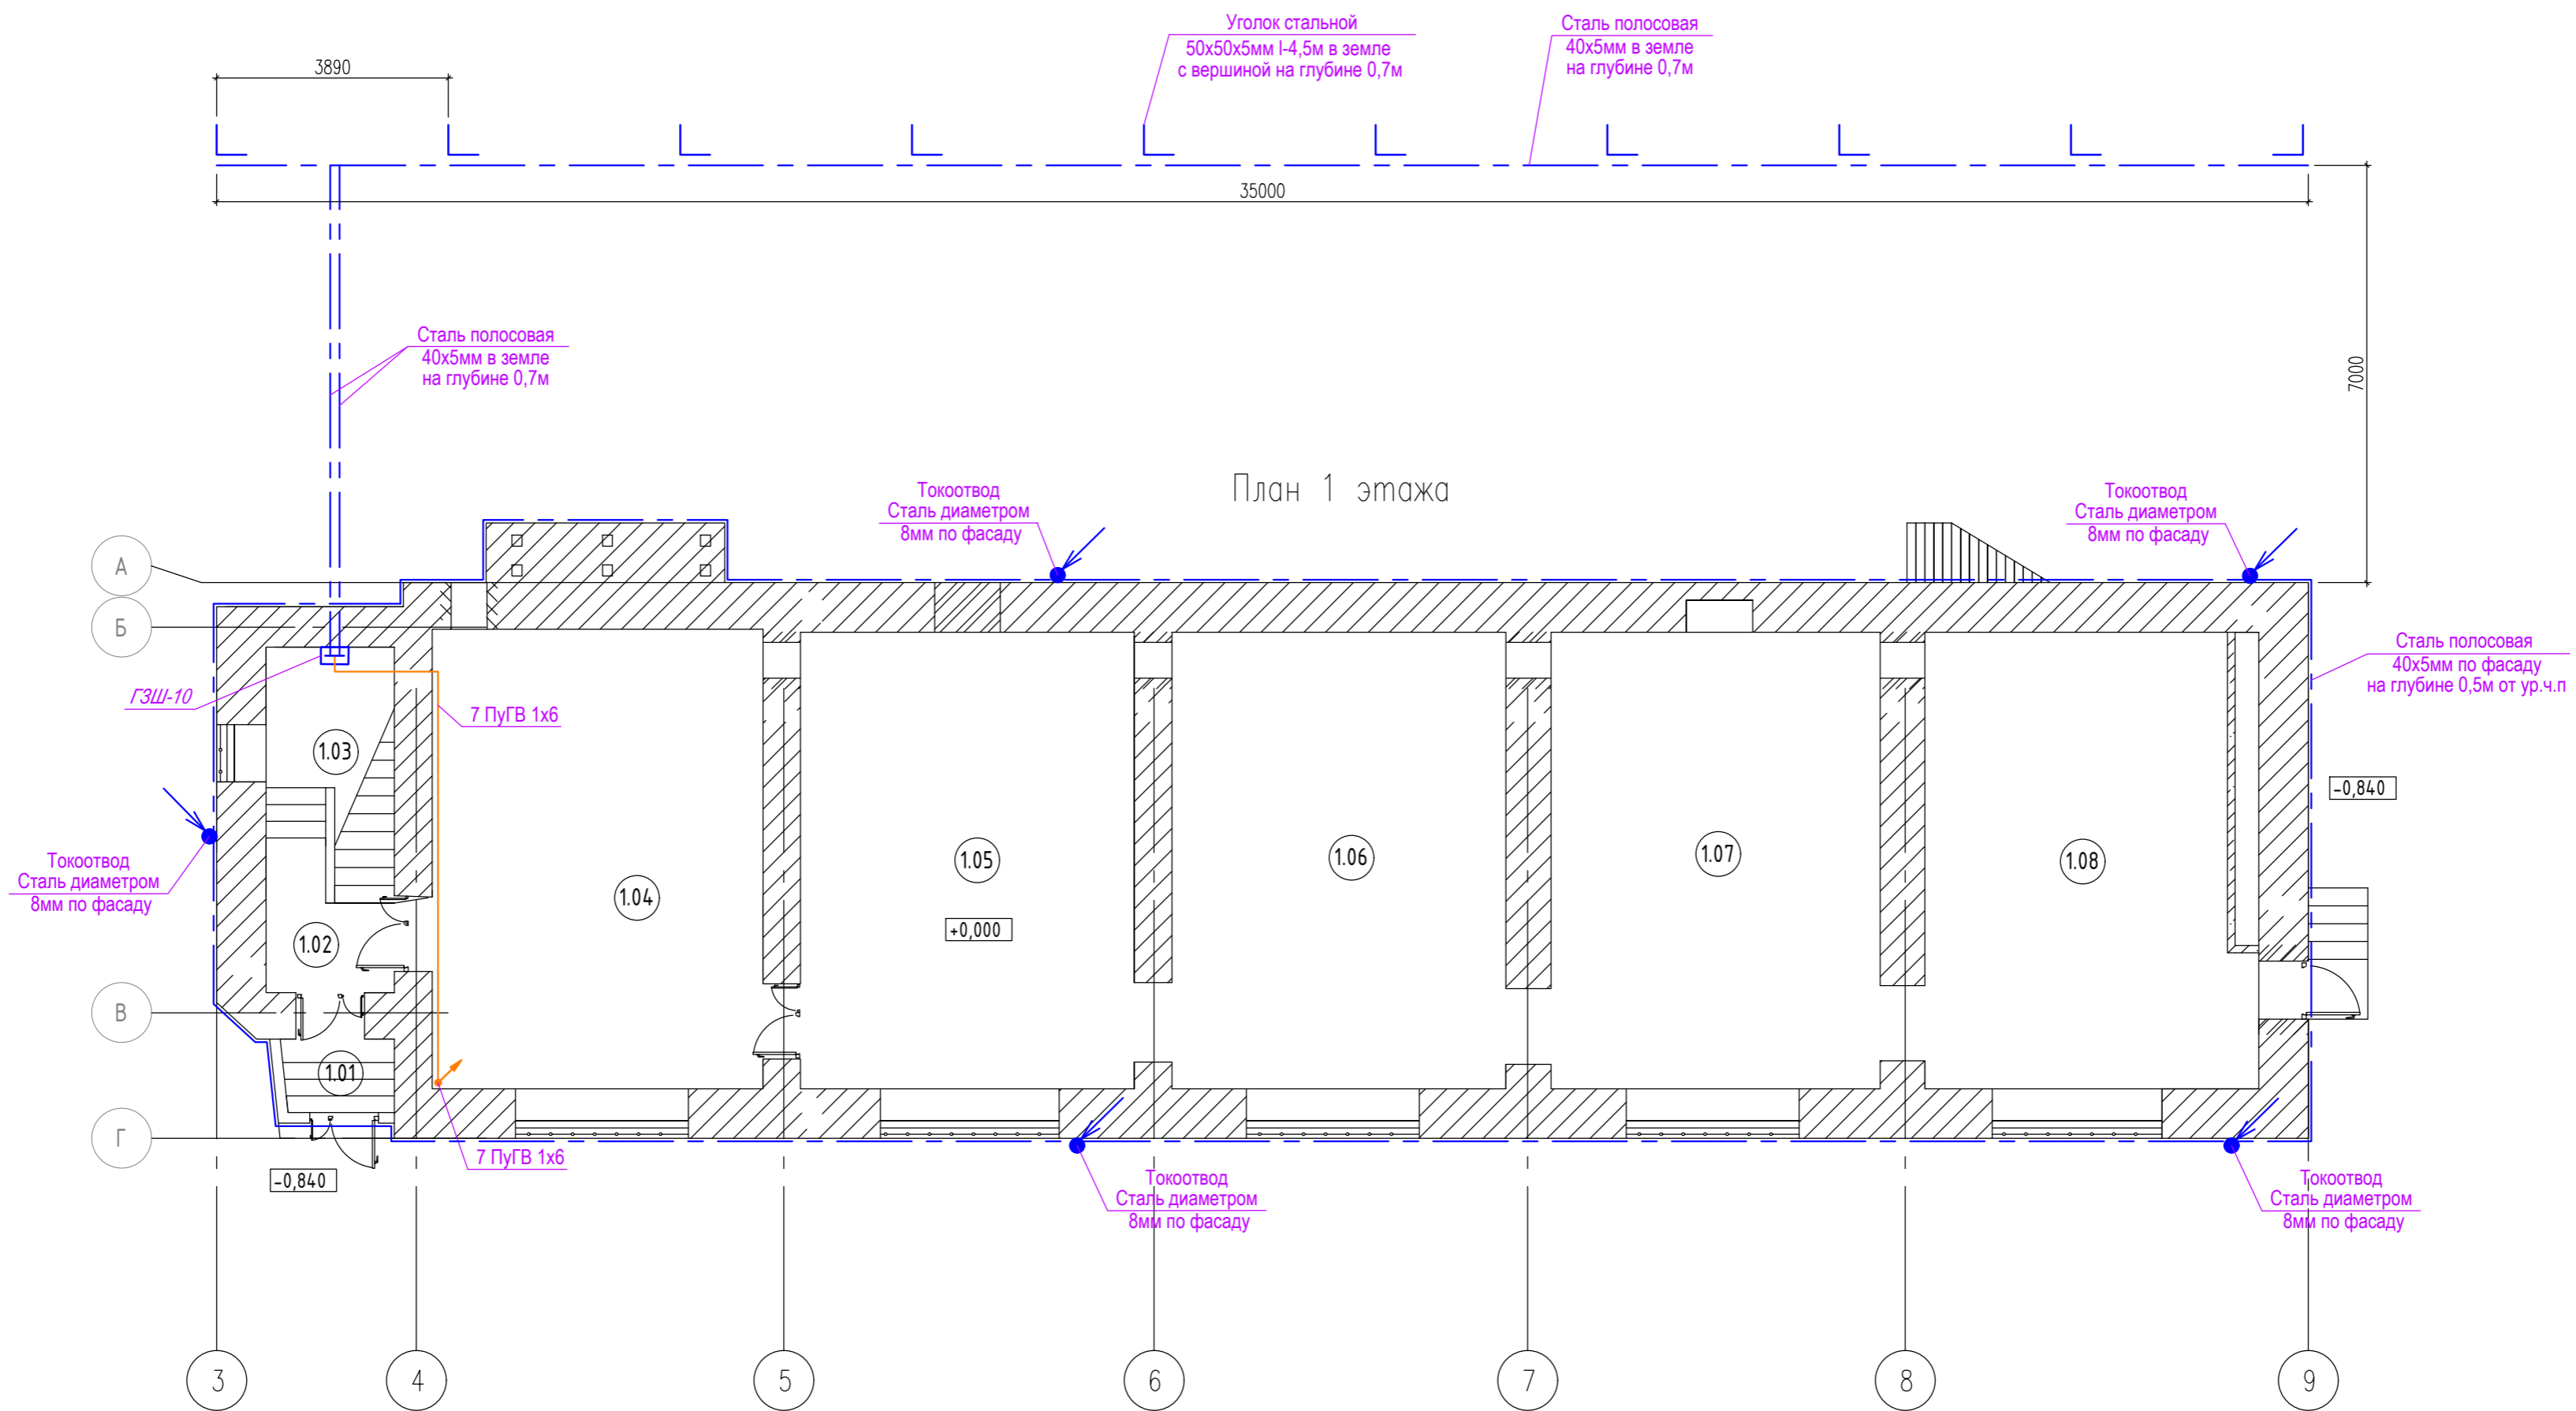 Уголок стальной
50х50х5мм l-4,5м в земле
с вершиной на глубине 0,7м
Сталь полосовая
40х5мм в земле
на глубине 0,7м
3890
35000
7000
Сталь полосовая
40х5мм в земле
на глубине 0,7м
План 1 этажа
Токоотвод
Сталь диаметром
8мм по фасаду
Токоотвод
Сталь диаметром
8мм по фасаду
А
Б
ГЗШ-10
7 ПуГВ 1х6
Сталь полосовая
40х5мм по фасаду
на глубине 0,5м от ур.ч.п
1.03
-0,840
Токоотвод
Сталь диаметром
8мм по фасаду
1.04
1.05
1.06
1.07
1.08
+0,000
1.02
В
1.01
Г
7 ПуГВ 1х6
-0,840
Токоотвод
Сталь диаметром
8мм по фасаду
Токоотвод
Сталь диаметром
8мм по фасаду
3
4
5
6
7
8
9